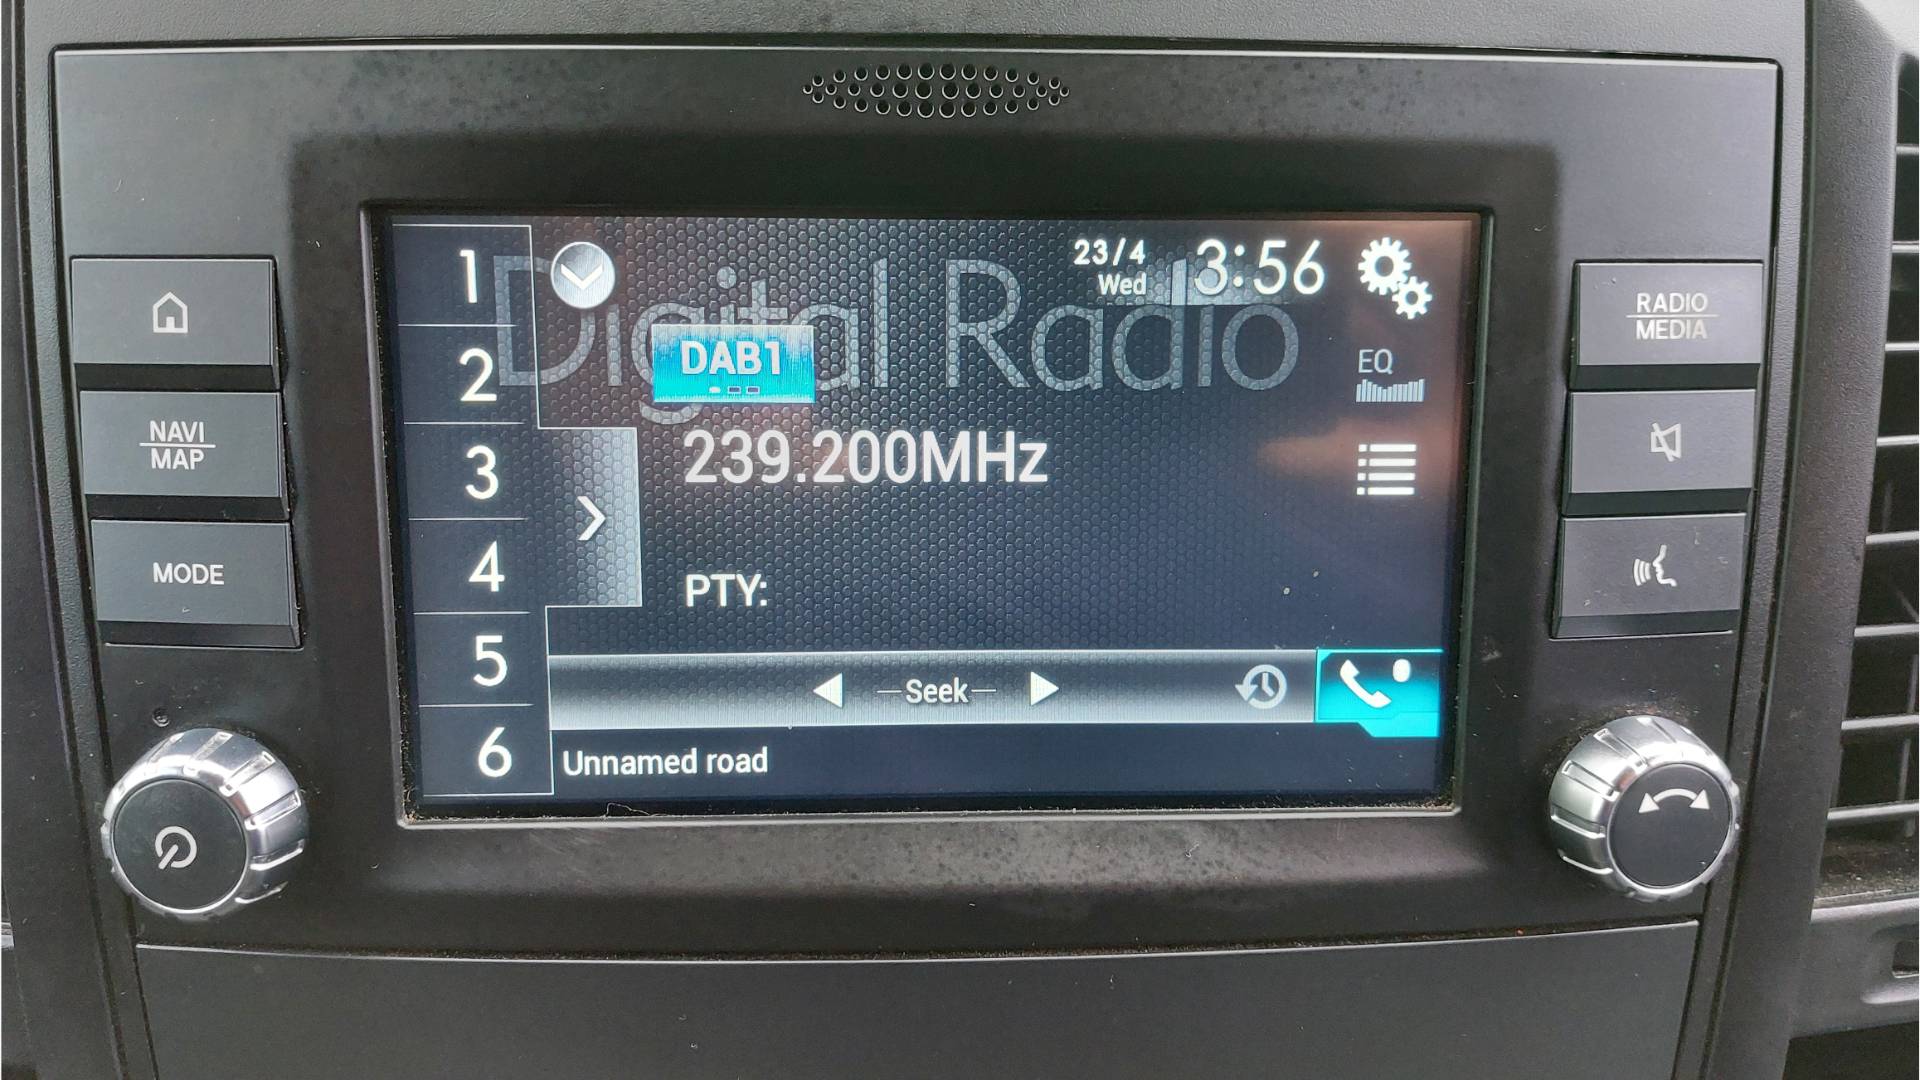 1
2
3
4
5
6
Digital Radio
23/4
Wed
3:56
DAB1
EQ
239.200MHz
PTY:
Seek
Unnamed road
NAVI
MAP
MODE
RADIO
MEDIA